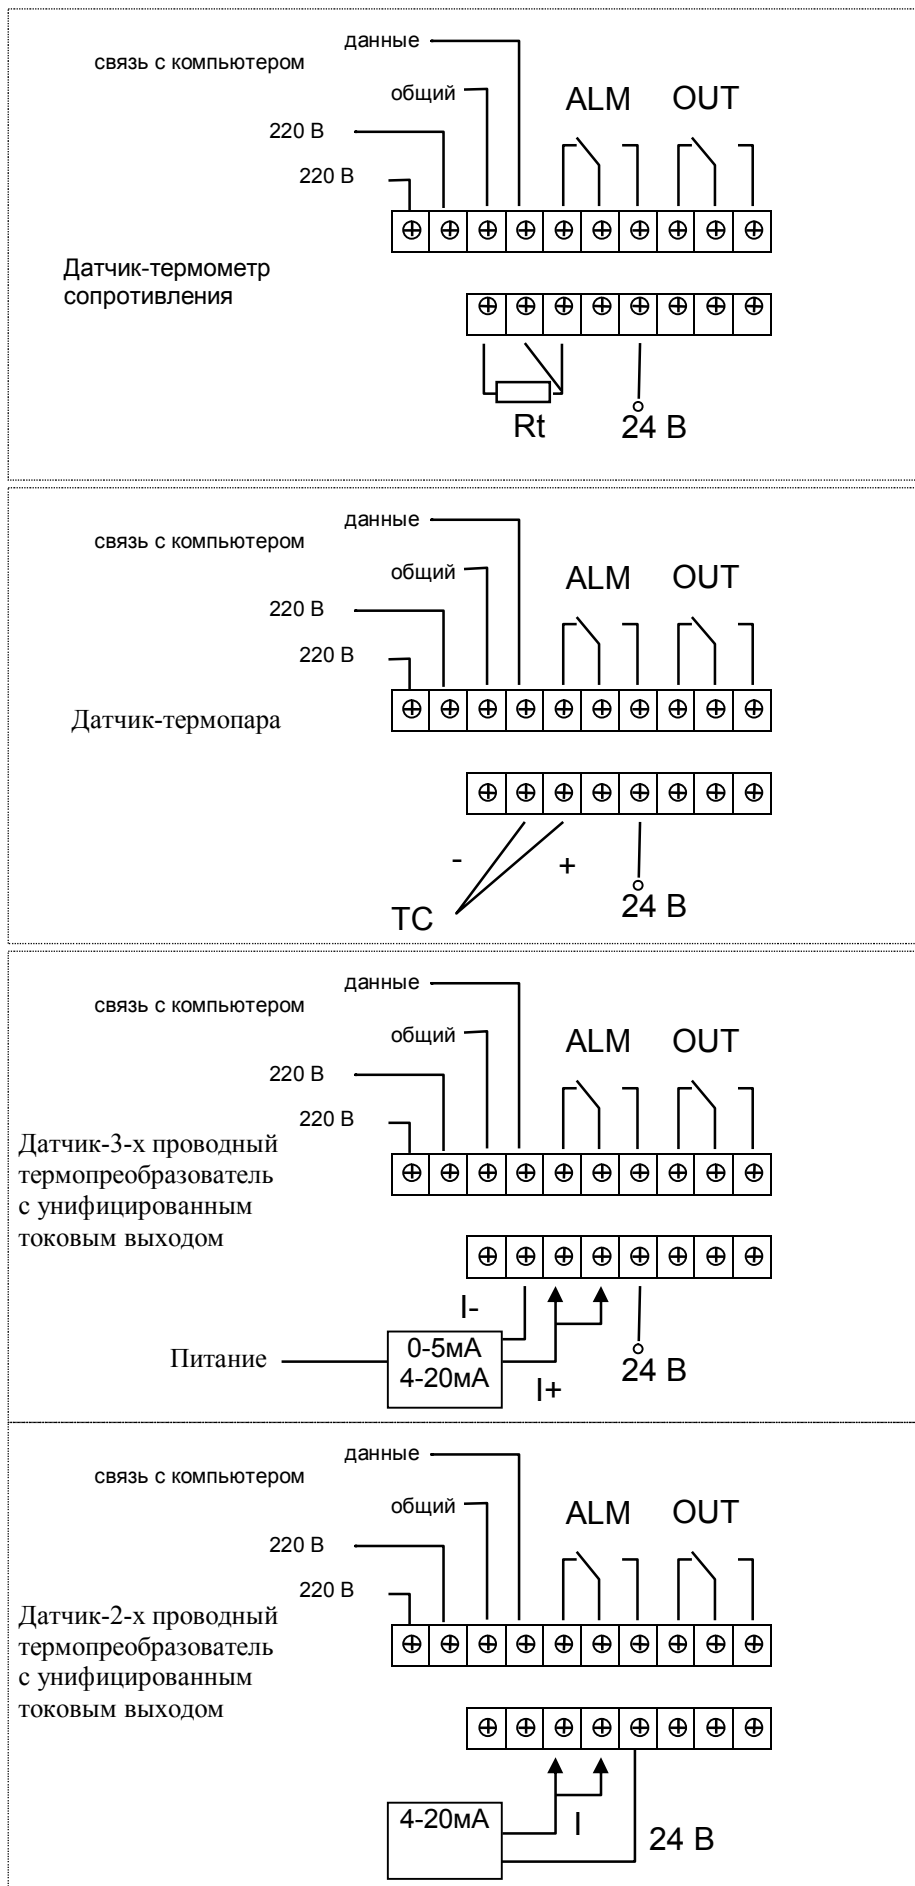 данные
связь с компьютером
общий
ALM OUT
220 В
220 В
Датчик-термометр
сопротивления
Rt
24 В
данные
связь с компьютером
общий
ALM OUT
220 В
220 В
Датчик-термопара
- +
24 В
ТС
данные
связь с компьютером
общий
ALM OUT
220 В
220 В
Датчик-3-х проводный
термопреобразователь
с унифицированным
токовым выходом
I-
Питание
0-5мА
4-20мА
24 В
I+
данные
связь с компьютером
общий
ALM OUT
220 В
220 В
Датчик-2-х проводный
термопреобразователь
с унифицированным
токовым выходом
4-20мА
I
24 В